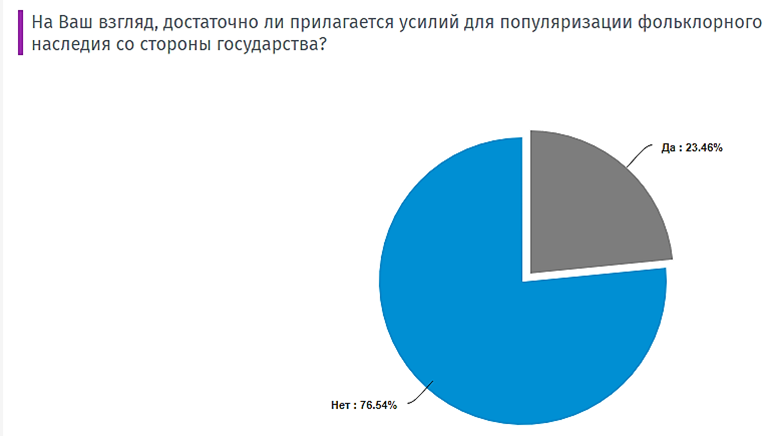 На Ваш взгляд, достаточно ли прилагается усилий для популяризации фольклорного
наследия со стороны государства?
Да : 23.46%
Нет : 76.54%